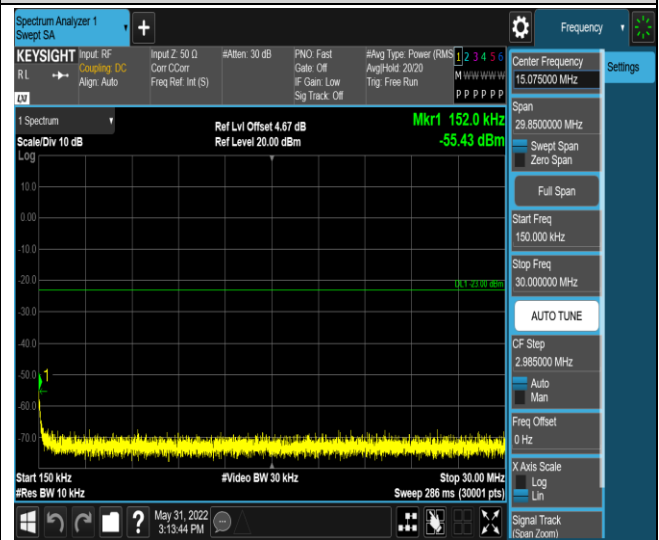 Spectrum Analyzer 1
Swept SA
Frequency
KEYSIGHT
RL
LXI
Input: RF
Coupling: DC
Align: Auto
Input Z: 50 Ω
Corr CCorr
Freq Ref: Int (S)
#Atten: 30 dB
PNO: Fast
Gate: Off
IF Gain: Low
Sig Track: Off
#Avg Type: Power (RMS
Avg|Hold: 20/20
Trig: Free Run
1 2 3 4 5 6
M W W W W W
P P P P P P
1 Spectrum
Scale/Div 10 dB
Ref Lvl Offset 4.67 dB
Ref Level 20.00 dBm
Mkr1 152.0 kHz
-55.43 dBm
Log
10.0
0.00
-10.0
-20.0
DL1 -23.00 dBm
-30.0
-40.0
-50.0
1
-60.0
-70.0
Start 150 kHz
#Res BW 10 kHz
#Video BW 30 kHz
Stop 30.00 MHz
Sweep 286 ms (30001 pts)
Center Frequency
15.075000 MHz
Settings
Span
29.8500000 MHz
Swept Span
Zero Span
Full Span
Start Freq
150.000 kHz
Stop Freq
30.000000 MHz
AUTO TUNE
CF Step
2.985000 MHz
Auto
Man
Freq Offset
0 Hz
X Axis Scale
Log
Lin
Signal Track
(Span Zoom)
May 31, 2022
3:13:44 PM